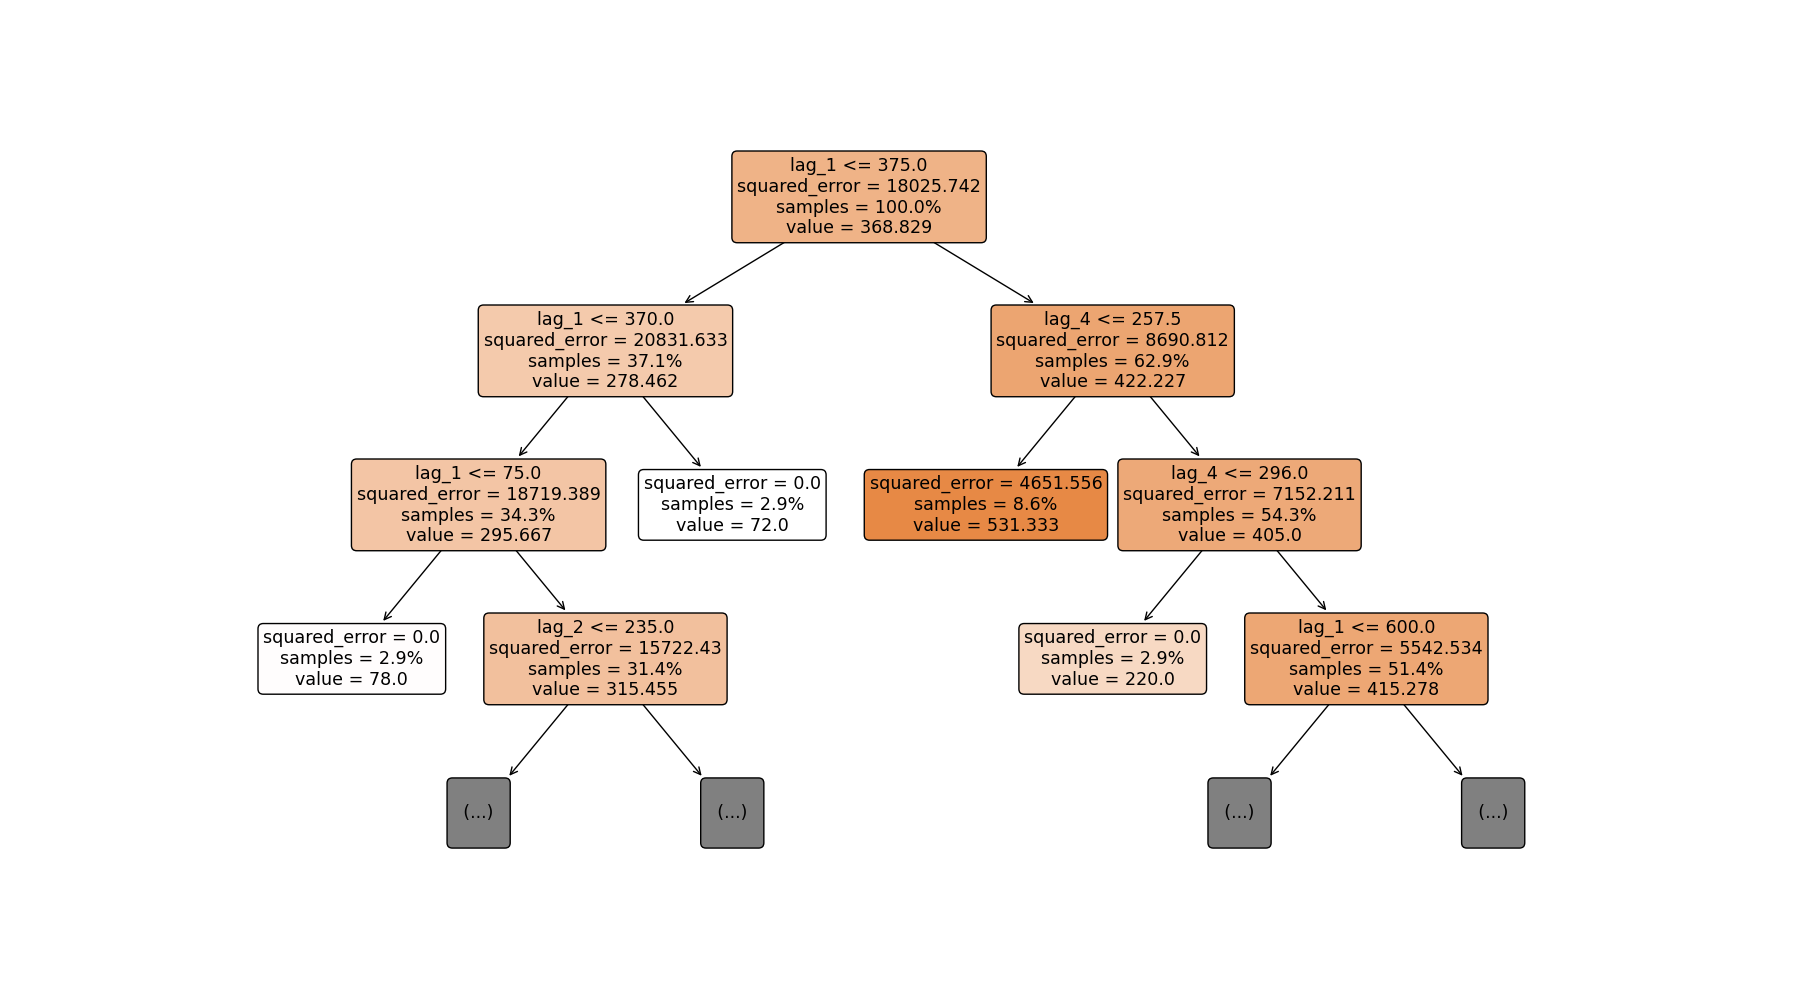 lag_1 <= 375.0
squared_error = 18025.742
samples = 100.0%
value = 368.829
lag_1 <= 370.0
squared_error = 20831.633
samples = 37.1%
value = 278.462
lag_4 <= 257.5
squared_error = 8690.812
samples = 62.9%
value = 422.227
lag_1 <= 75.0
squared_error = 18719.389
samples = 34.3%
value = 295.667
squared_error = 0.0
samples = 2.9%
value = 72.0
squared_error = 4651.556
samples = 8.6%
value = 531.333
lag_4 <= 296.0
squared_error = 7152.211
samples = 54.3%
value = 405.0
squared_error = 0.0
samples = 2.9%
value = 78.0
lag_2 <= 235.0
squared_error = 15722.43
samples = 31.4%
value = 315.455
squared_error = 0.0
samples = 2.9%
value = 220.0
lag_1 <= 600.0
squared_error = 5542.534
samples = 51.4%
value = 415.278
(...)
(...)
(...)
(...)